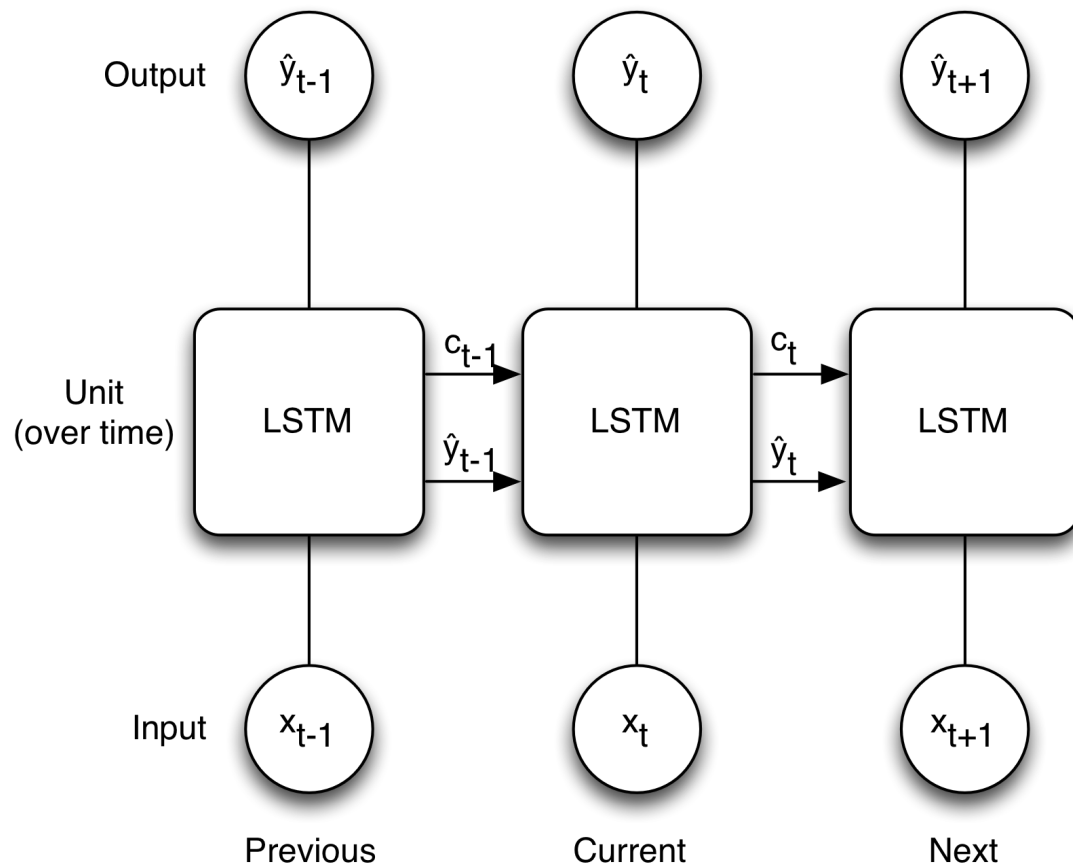 Output ŷt-1 ŷt ŷt+1
ct-1 ct
Unit
(over time)
LSTM LSTM LSTM
ŷt-1 ŷt
Input xt-1 xt xt+1
Previous Current Next